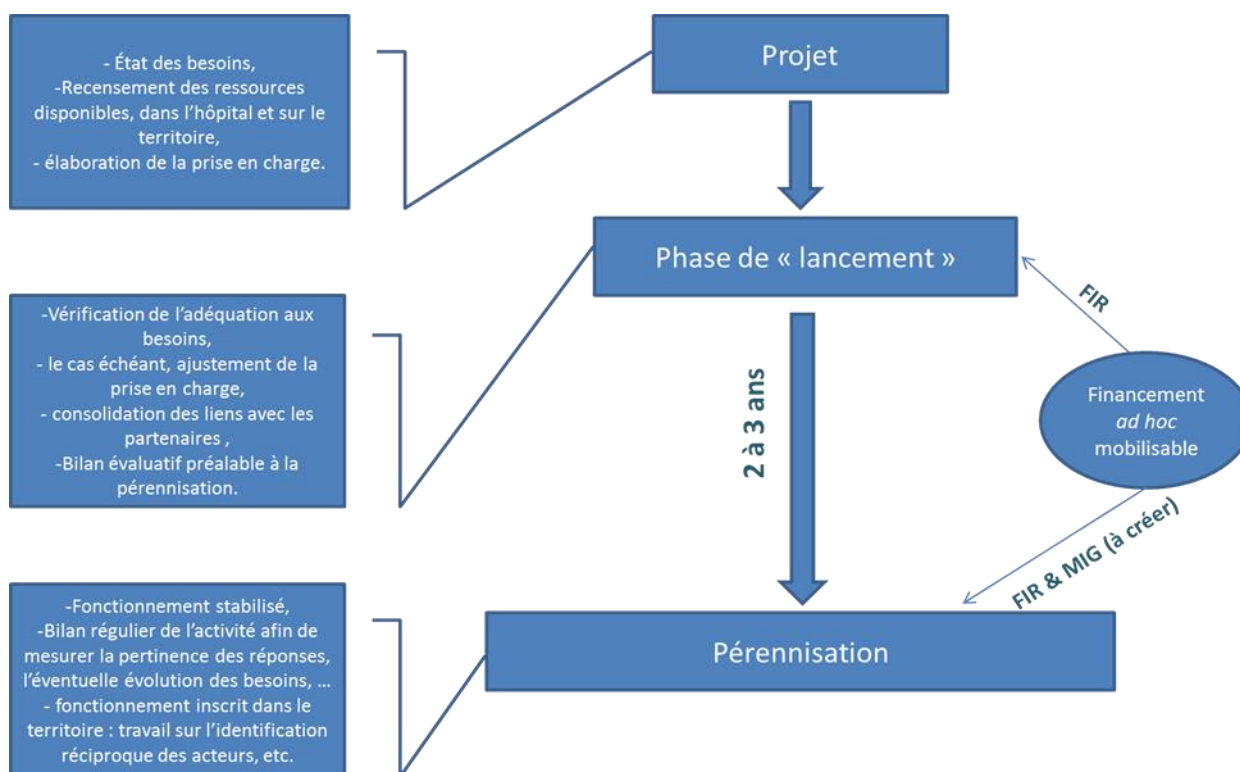 - État des besoins,
-Recensement des ressources
disponibles, dans l'hôpital et sur le
territoire,
- élaboration de la prise en charge.
Projet
Phase de « lancement »
-Vérification de l'adéquation aux
besoins,
- le cas échéant, ajustement de la
prise en charge,
- consolidation des liens avec les
partenaires ,
-Bilan évaluatif préalable à la
pérennisation.
2 à 3 ans
FIR
Financement
ad hoc
mobilisable
FIR & MIG (à créer)
-Fonctionnement stabilisé,
-Bilan régulier de l'activité afin de
mesurer la pertinence des réponses,
l'éventuelle évolution des besoins, …
- fonctionnement inscrit dans le
territoire : travail sur l'identification
réciproque des acteurs, etc.
Pérennisation